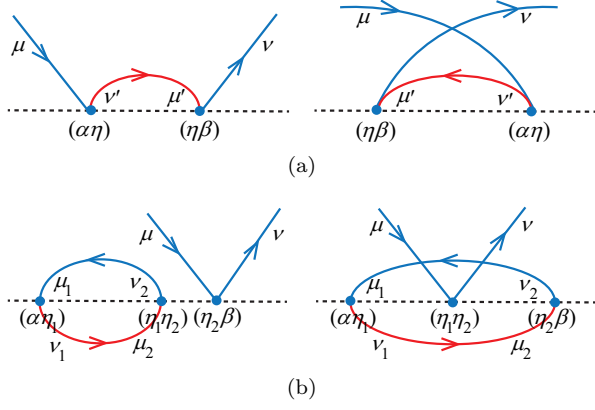 μ ν μ ν
ν' μ' μ' ν'
(αη) (ηβ) (ηβ) (αη)
(a)
μ ν μ ν
μ₁ ν₂ μ₁ ν₂
(αη₁) (η₁η₂) (η₂β) (αη₁) (η₁η₂) (η₂β)
ν₁ μ₂ ν₁ μ₂
(b)